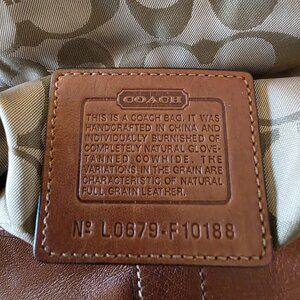 COACH
THIS IS A COACH BAG. IT WAS
HANDCRAFTED IN CHINA AND
INDIVIDUALLY BURNISHED OF
COMPLETELY NATURAL GLOVE-
TANNED COWHIDE. THE
VARIATIONS IN THE GRAIN ARE
CHARACTERISTIC OF NATURAL
FULL GRAIN LEATHER.
Nº L0679-F10188